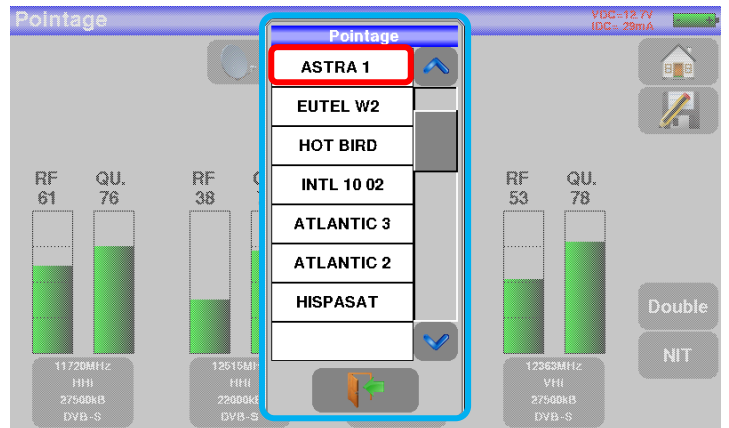 Pointage
VDC=12.7V
IDC= 29mA
Pointage
ASTRA 1
EUTEL W2
HOT BIRD
INTL 10 02
ATLANTIC 3
ATLANTIC 2
HISPASAT
RF QU.
61 76
RF
38
RF QU.
53 78
Double
NIT
11720MHz
HHi
27500kB
DVB-S
HHi
DVB-S
12363MHz
VHi
27500kB
DVB-S